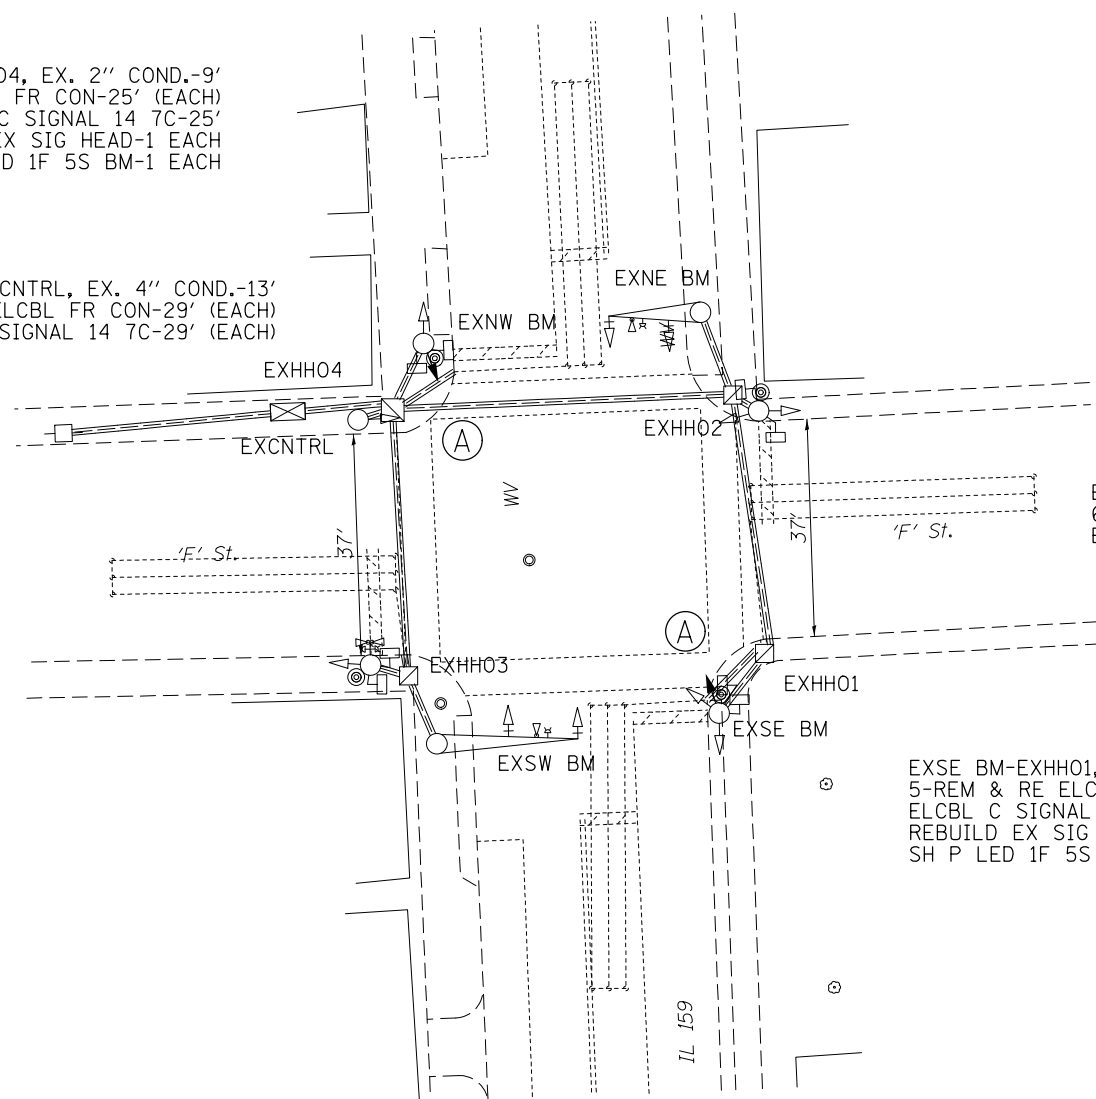 04, EX. 2'' COND.-9'
FR CON-25' (EACH)
C SIGNAL 14 7C-25'
EX SIG HEAD-1 EACH
D 1F 5S BM-1 EACH
CNTRL, EX. 4'' COND.-13'
ELCBL FR CON-29' (EACH)
SIGNAL 14 7C-29' (EACH)
EXNE BM
EXNW BM
EXHH04
EXHH02
EXCNTRL
A
WV
37'
37'
'F' St.
'F' St.
A
EXHH03
EXHH01
EXSE BM
EXSW BM
EXSE BM-EXHH01,
5-REM & RE ELC
ELCBL C SIGNAL
REBUILD EX SIG
SH P LED 1F 5S
IL 159